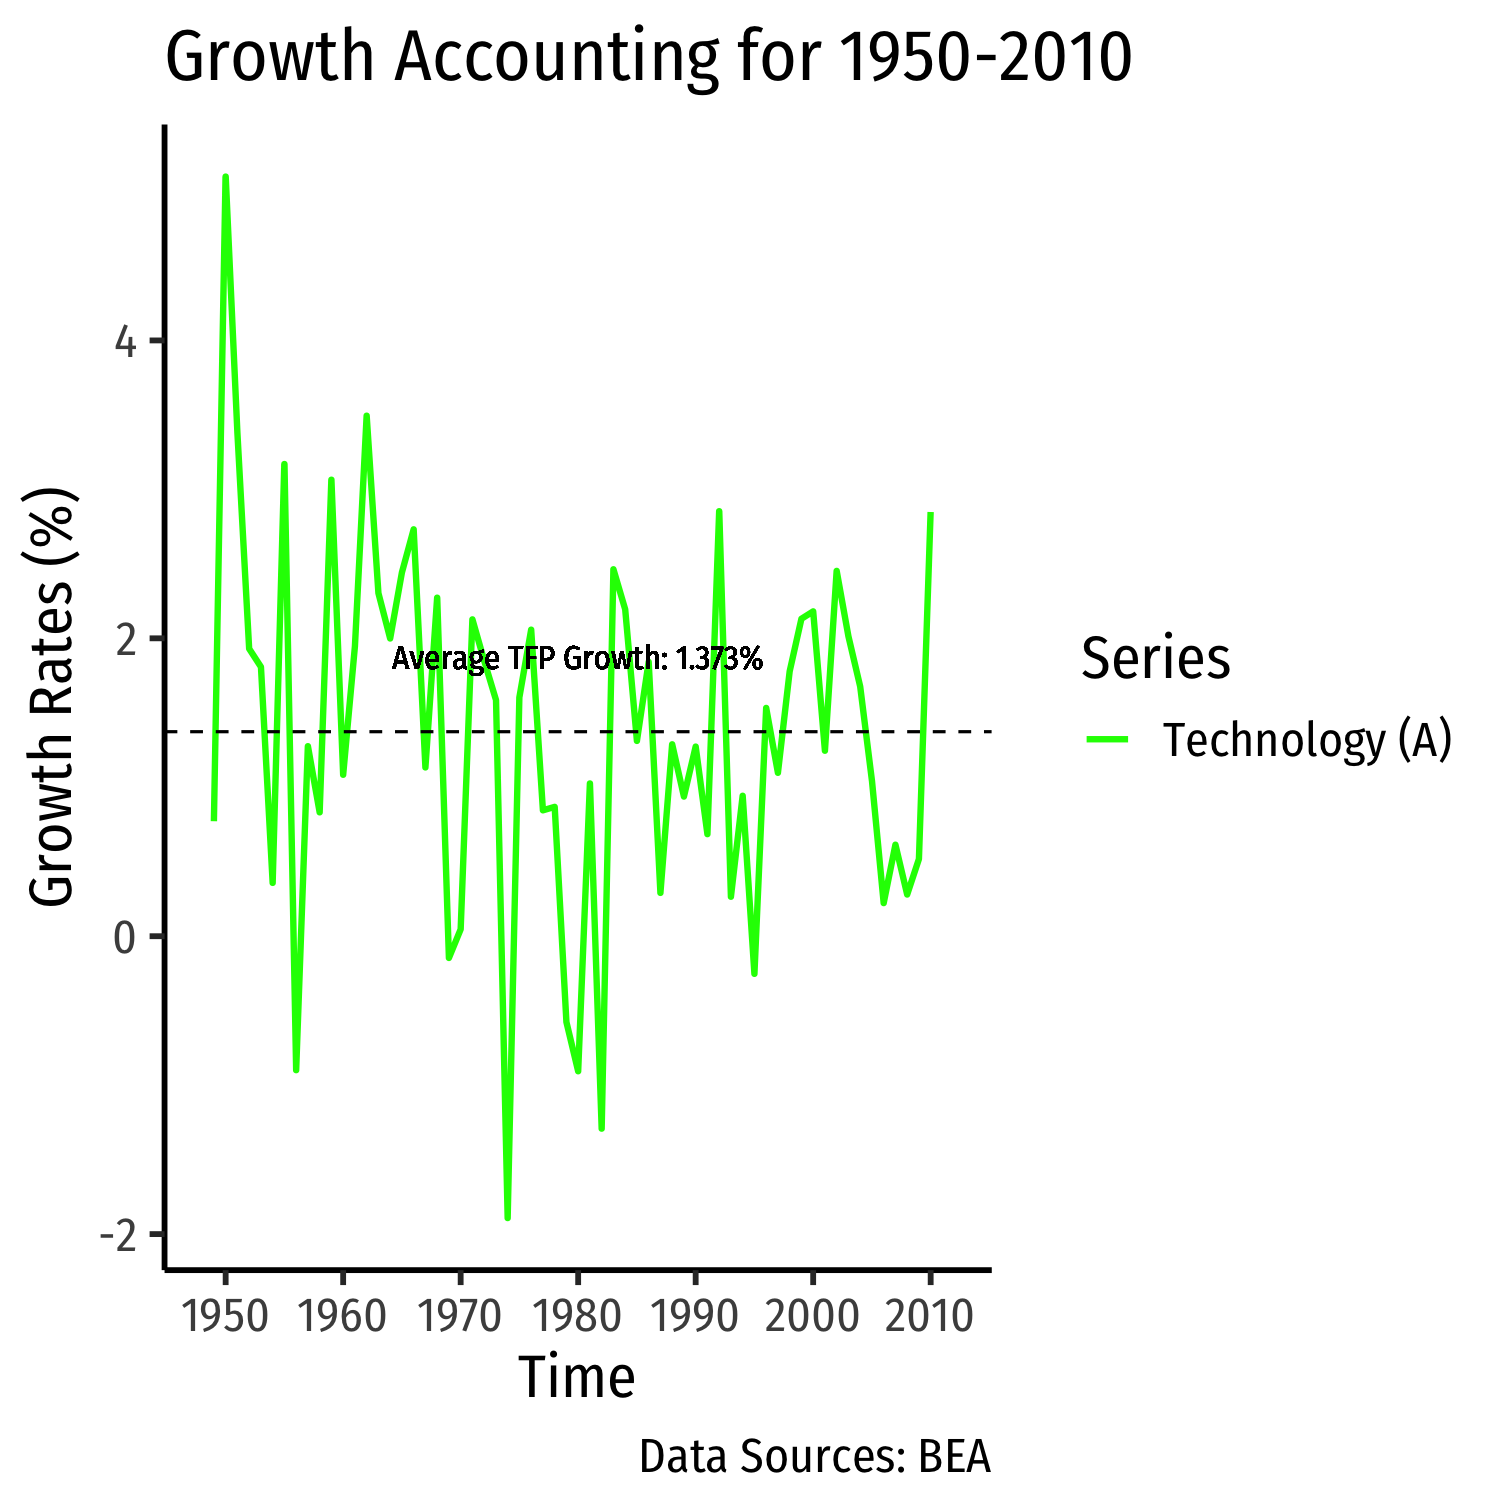 Growth Accounting for 1950-2010
Growth Rates (%)
4
2
0
-2
Average TFP Growth: 1.373%
1950 1960 1970 1980 1990 2000 2010
Time
Series
Technology (A)
Data Sources: BEA